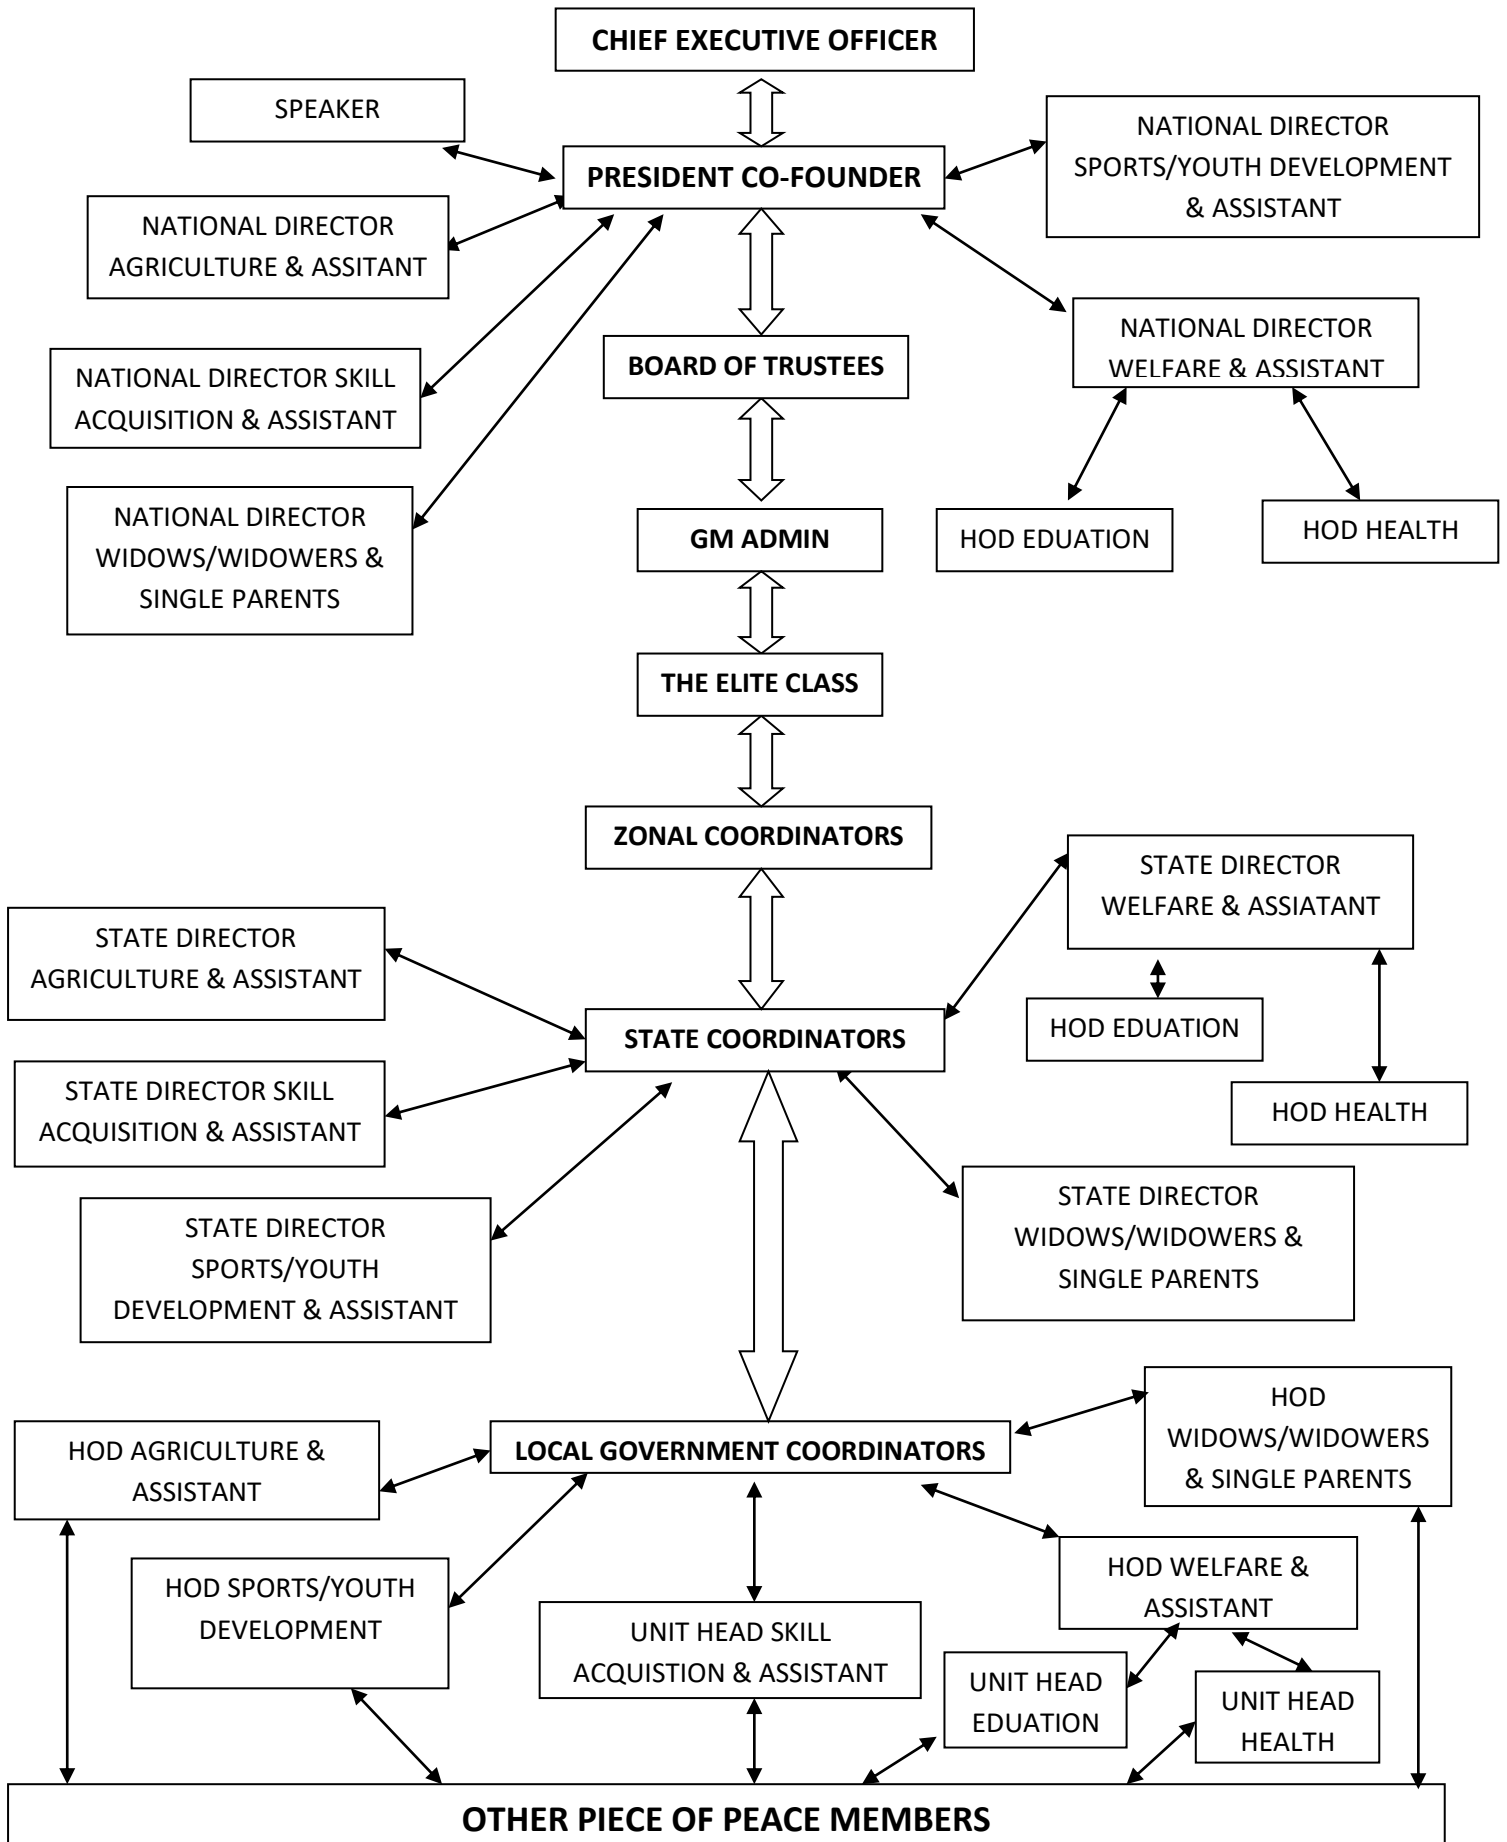 CHIEF EXECUTIVE OFFICER
SPEAKER
NATIONAL DIRECTOR
SPORTS/YOUTH DEVELOPMENT
& ASSISTANT
PRESIDENT CO-FOUNDER
NATIONAL DIRECTOR
AGRICULTURE & ASSITANT
NATIONAL DIRECTOR
WELFARE & ASSISTANT
BOARD OF TRUSTEES
NATIONAL DIRECTOR SKILL
ACQUISITION & ASSISTANT
NATIONAL DIRECTOR
WIDOWS/WIDOWERS &
SINGLE PARENTS
GM ADMIN
HOD EDUATION
HOD HEALTH
THE ELITE CLASS
ZONAL COORDINATORS
STATE DIRECTOR
WELFARE & ASSIATANT
STATE DIRECTOR
AGRICULTURE & ASSISTANT
STATE COORDINATORS
HOD EDUATION
STATE DIRECTOR SKILL
ACQUISITION & ASSISTANT
HOD HEALTH
STATE DIRECTOR
SPORTS/YOUTH
DEVELOPMENT & ASSISTANT
STATE DIRECTOR
WIDOWS/WIDOWERS &
SINGLE PARENTS
HOD
WIDOWS/WIDOWERS
& SINGLE PARENTS
HOD AGRICULTURE &
ASSISTANT
LOCAL GOVERNMENT COORDINATORS
HOD SPORTS/YOUTH
DEVELOPMENT
UNIT HEAD SKILL
ACQUISTION & ASSISTANT
HOD WELFARE &
ASSISTANT
UNIT HEAD
EDUATION
UNIT HEAD
HEALTH
OTHER PIECE OF PEACE MEMBERS